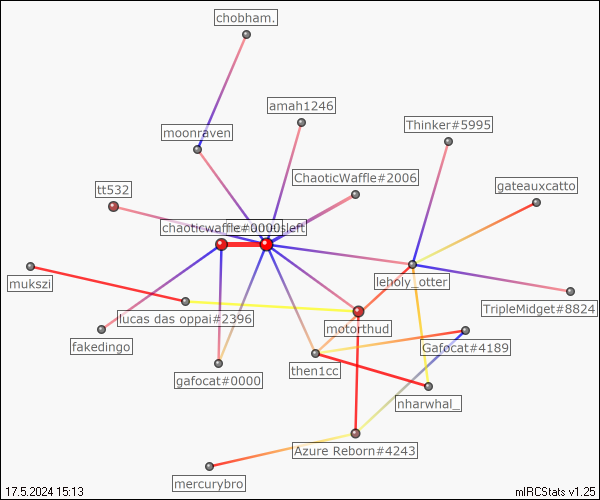 chobham.
amah1246
Thinker#5995
moonraven
ChaoticWaffle#2006
tt532
gateauxcatto
chaoticwaffle#0000
left
leholy_otter
mukszi
TripleMidget#8824
lucas das oppai#2396
motorthud
fakedingo
Gafocat#4189
gafocat#0000
then1cc
nharwhal_
Azure Reborn#4243
mercurybro
17.5.2024 15:13
mIRCStats v1.25